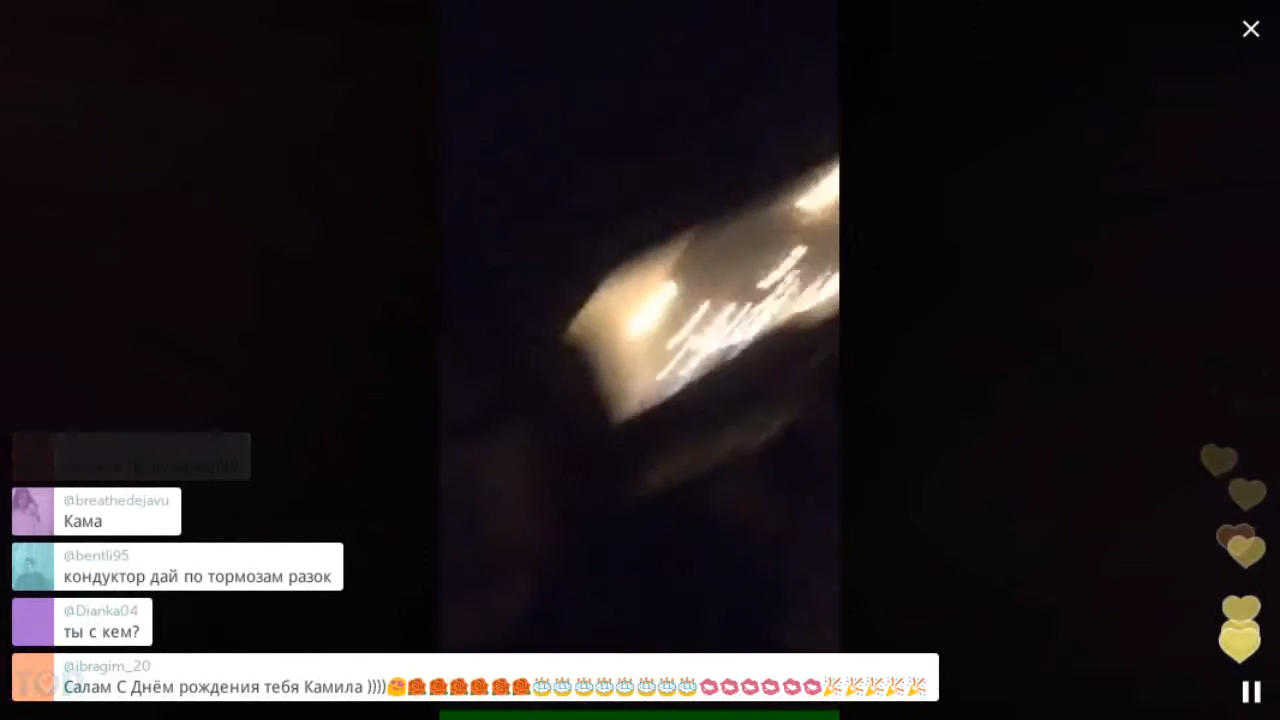 @breathedejavu
Кама
@bentli95
кондуктор дай по тормозам разок
@Dianka04
ты с кем?
@ibragim_20
Салам С Днём рождения тебя Камила ))))😍🌹🌹🌹🌹🌹🌹🎂🎂🎂🎂🎂🎂🎂🎂💋💋💋💋💋💋🎉🎉🎉🎉🎉